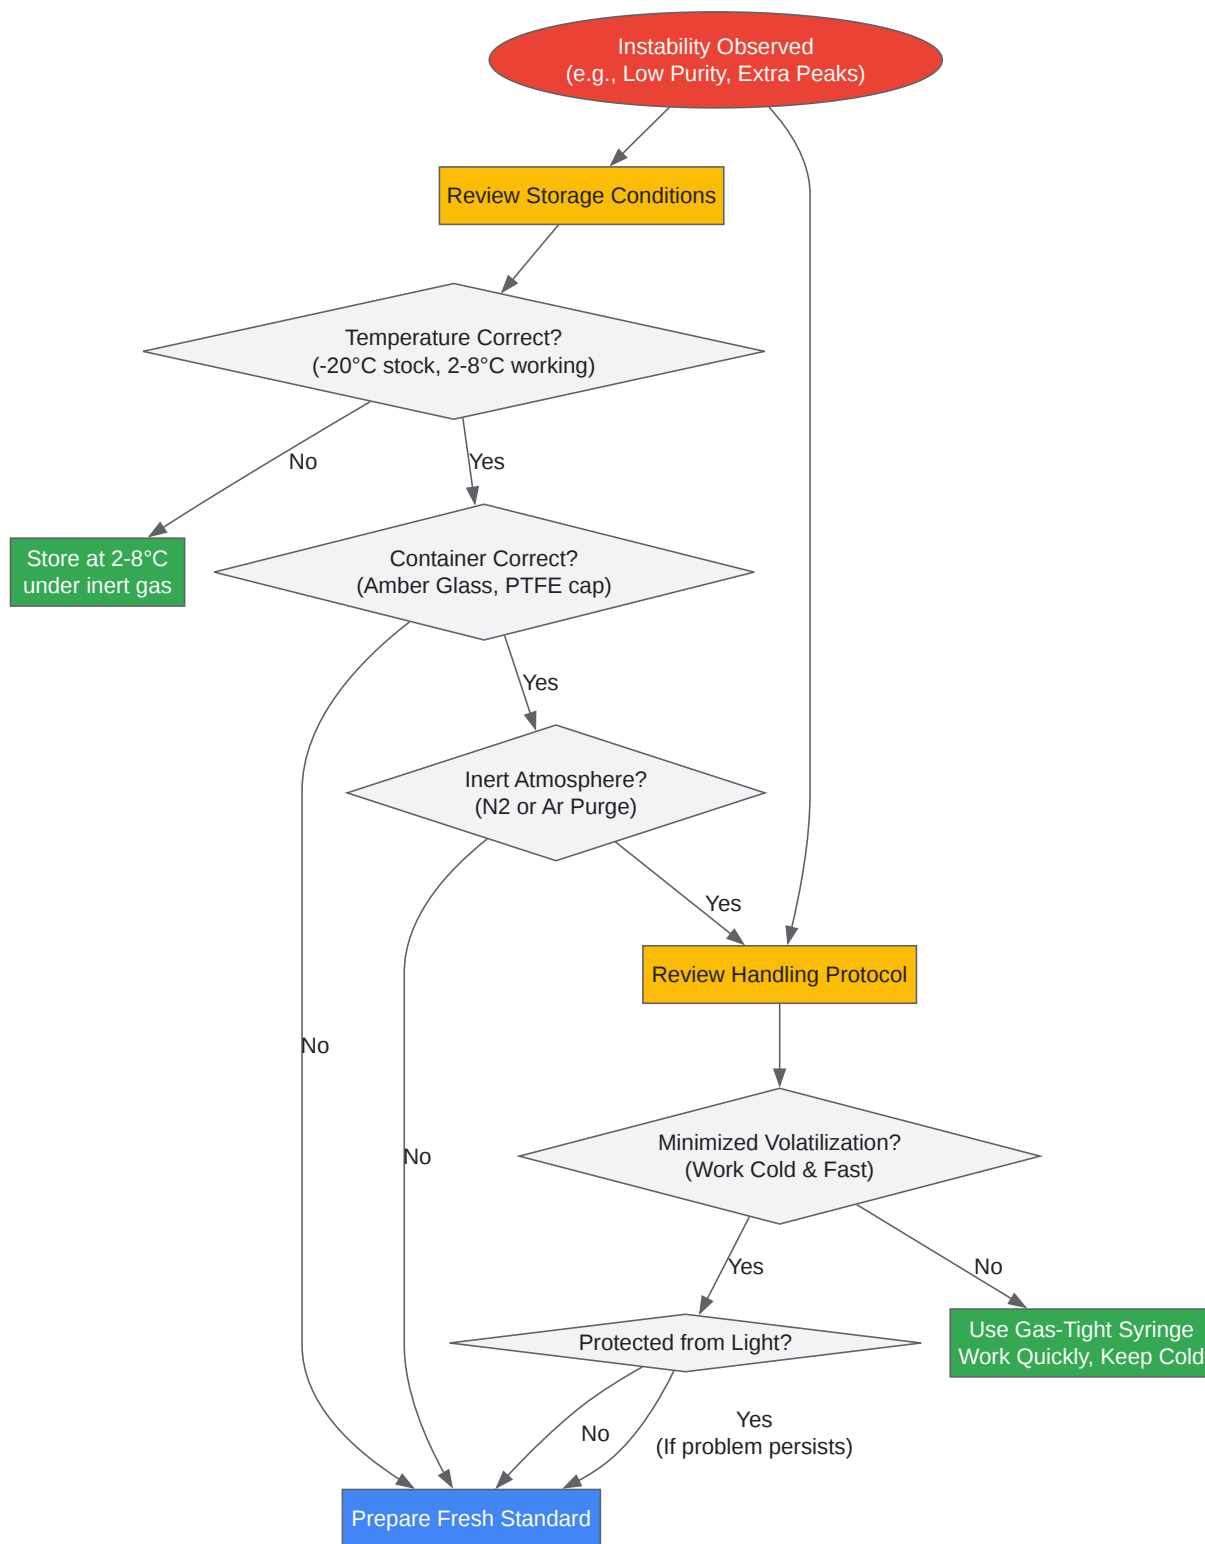 Instability Observed
(e.g., Low Purity, Extra Peaks)
Review Storage Conditions
Temperature Correct?
(-20°C stock, 2-8°C working)
No
Yes
Store at 2-8°C
under inert gas
Container Correct?
(Amber Glass, PTFE cap)
Yes
Inert Atmosphere?
(N2 or Ar Purge)
Yes
Review Handling Protocol
No
No
Minimized Volatilization?
(Work Cold & Fast)
Yes
No
Protected from Light?
Use Gas-Tight Syringe
Work Quickly, Keep Cold
No
Yes
(If problem persists)
Prepare Fresh Standard